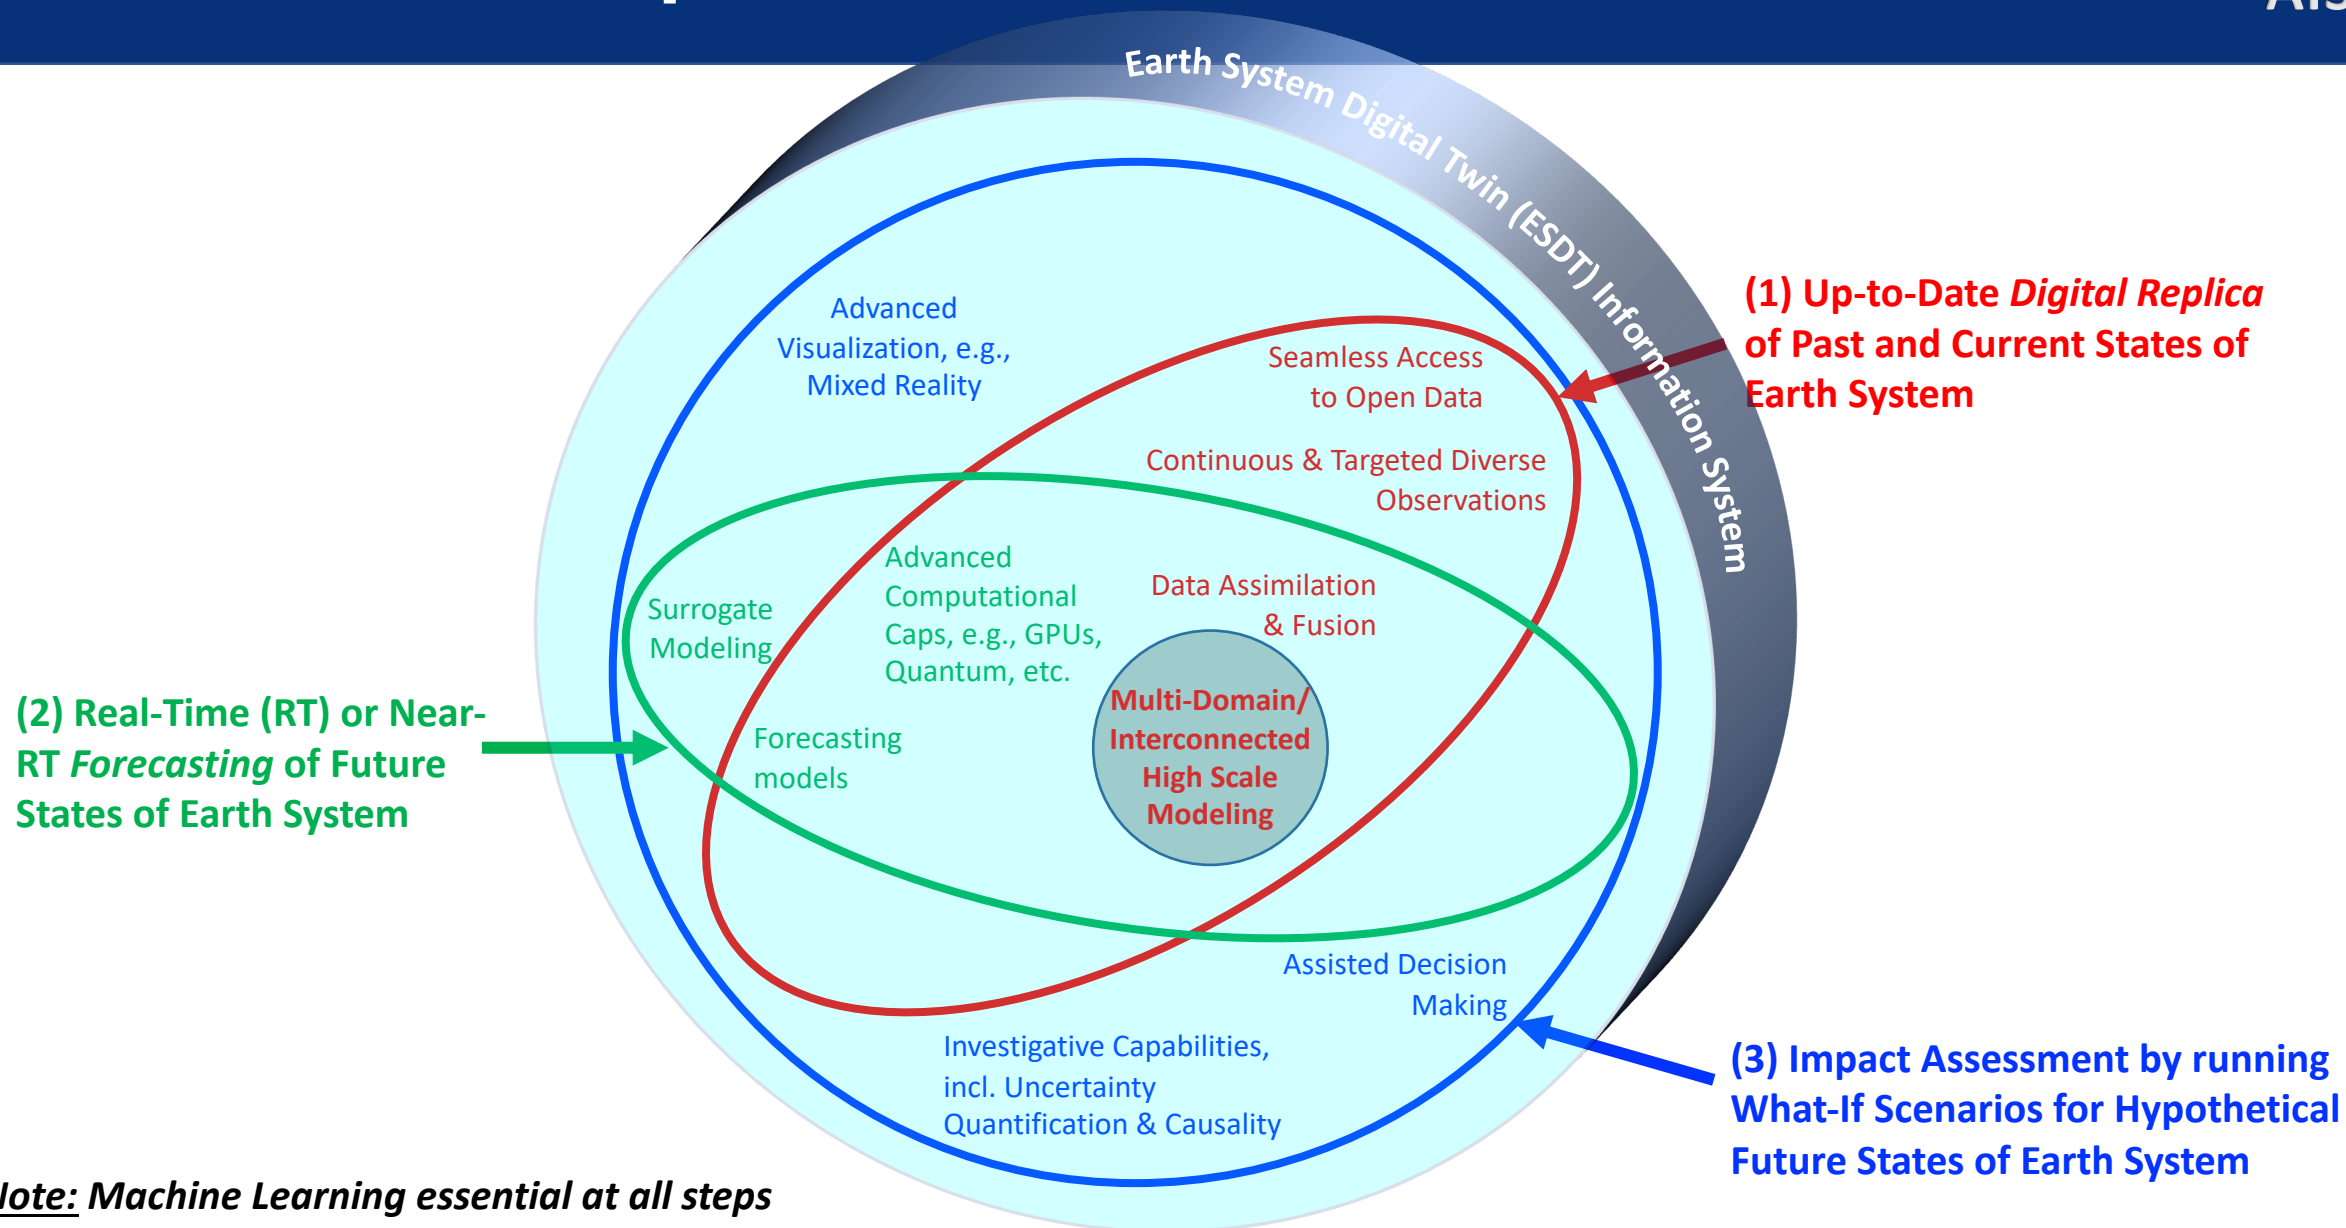 Earth System Digital Twin (ESDT) Information System
(1) Up-to-Date Digital Replica
of Past and Current States of
Earth System
Advanced
Visualization, e.g.,
Mixed Reality
Seamless Access
to Open Data
Continuous & Targeted Diverse
Observations
Advanced
Computational
Caps, e.g., GPUs,
Quantum, etc.
Data Assimilation
& Fusion
Surrogate
Modeling
Multi-Domain/
Interconnected
High Scale
Modeling
(2) Real-Time (RT) or Near-
RT Forecasting of Future
States of Earth System
Forecasting
models
Assisted Decision
Making
Investigative Capabilities,
incl. Uncertainty
Quantification & Causality
(3) Impact Assessment by running
What-If Scenarios for Hypothetical
Future States of Earth System
Note: Machine Learning essential at all steps